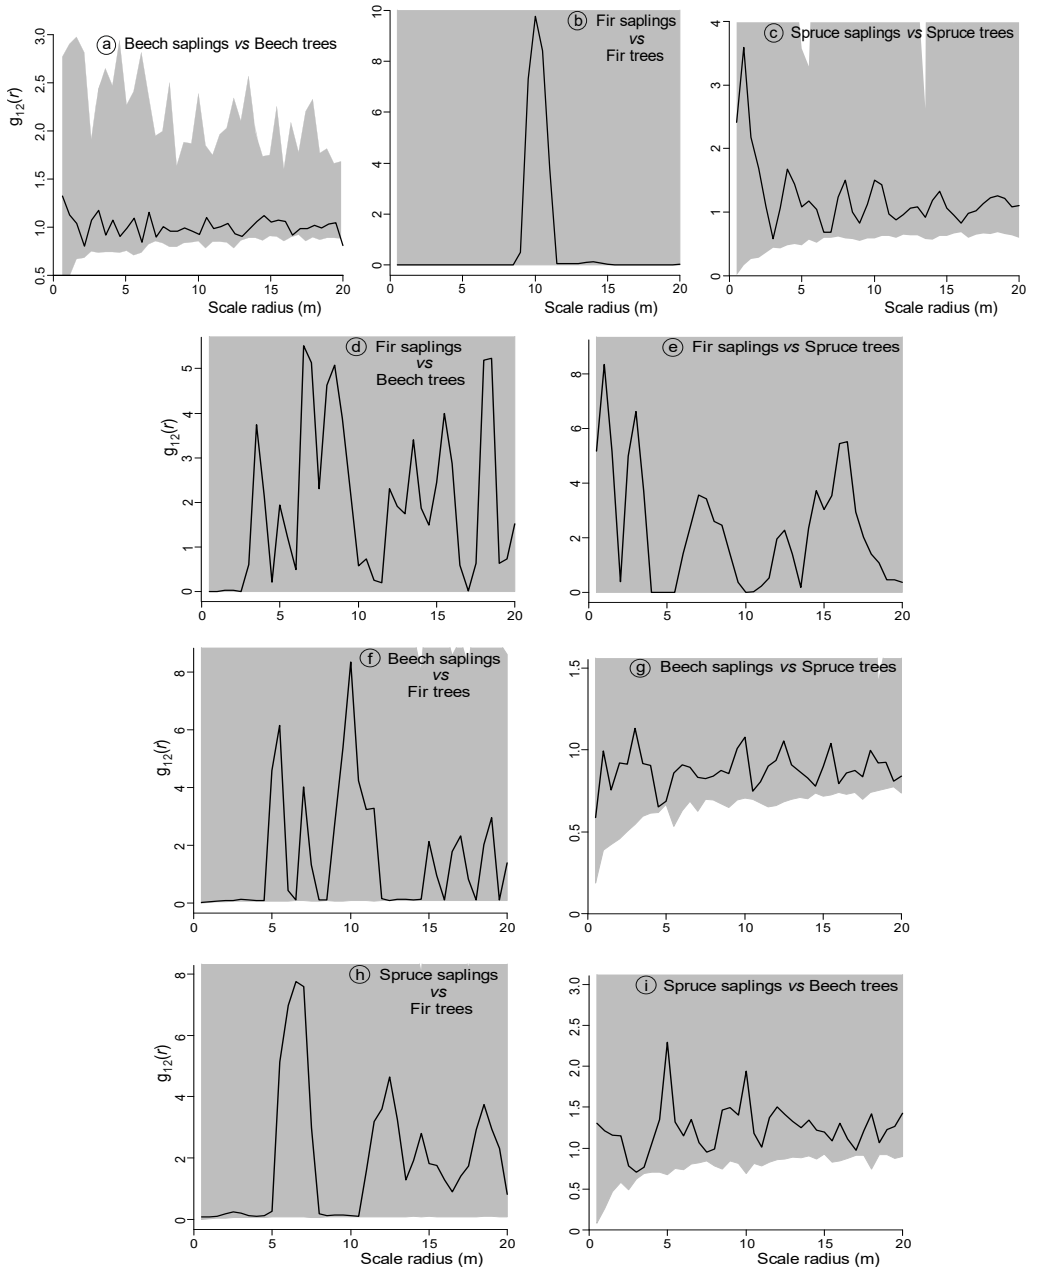 a Beech saplings vs Beech trees
g12(r)
3.0
2.5
2.0
1.5
1.0
0.5
0 5 10 15 20
Scale radius (m)
b Fir saplings
vs
Fir trees
10
8
6
4
2
0
0 5 10 15 20
Scale radius (m)
c Spruce saplings vs Spruce trees
4
3
2
1
0
0 5 10 15 20
Scale radius (m)
d Fir saplings
vs
Beech trees
g12(r)
5
4
3
2
1
0
0 5 10 15 20
e Fir saplings vs Spruce trees
8
6
4
2
0
0 5 10 15 20
f Beech saplings
vs
Fir trees
g12(r)
8
6
4
2
0
0 5 10 15 20
g Beech saplings vs Spruce trees
1.5
1.0
0.5
0
0 5 10 15 20
h Spruce saplings
vs
Fir trees
g12(r)
8
6
4
2
0
0 5 10 15 20
Scale radius (m)
i Spruce saplings vs Beech trees
3.0
2.5
2.0
1.5
1.0
0.5
0
0 5 10 15 20
Scale radius (m)